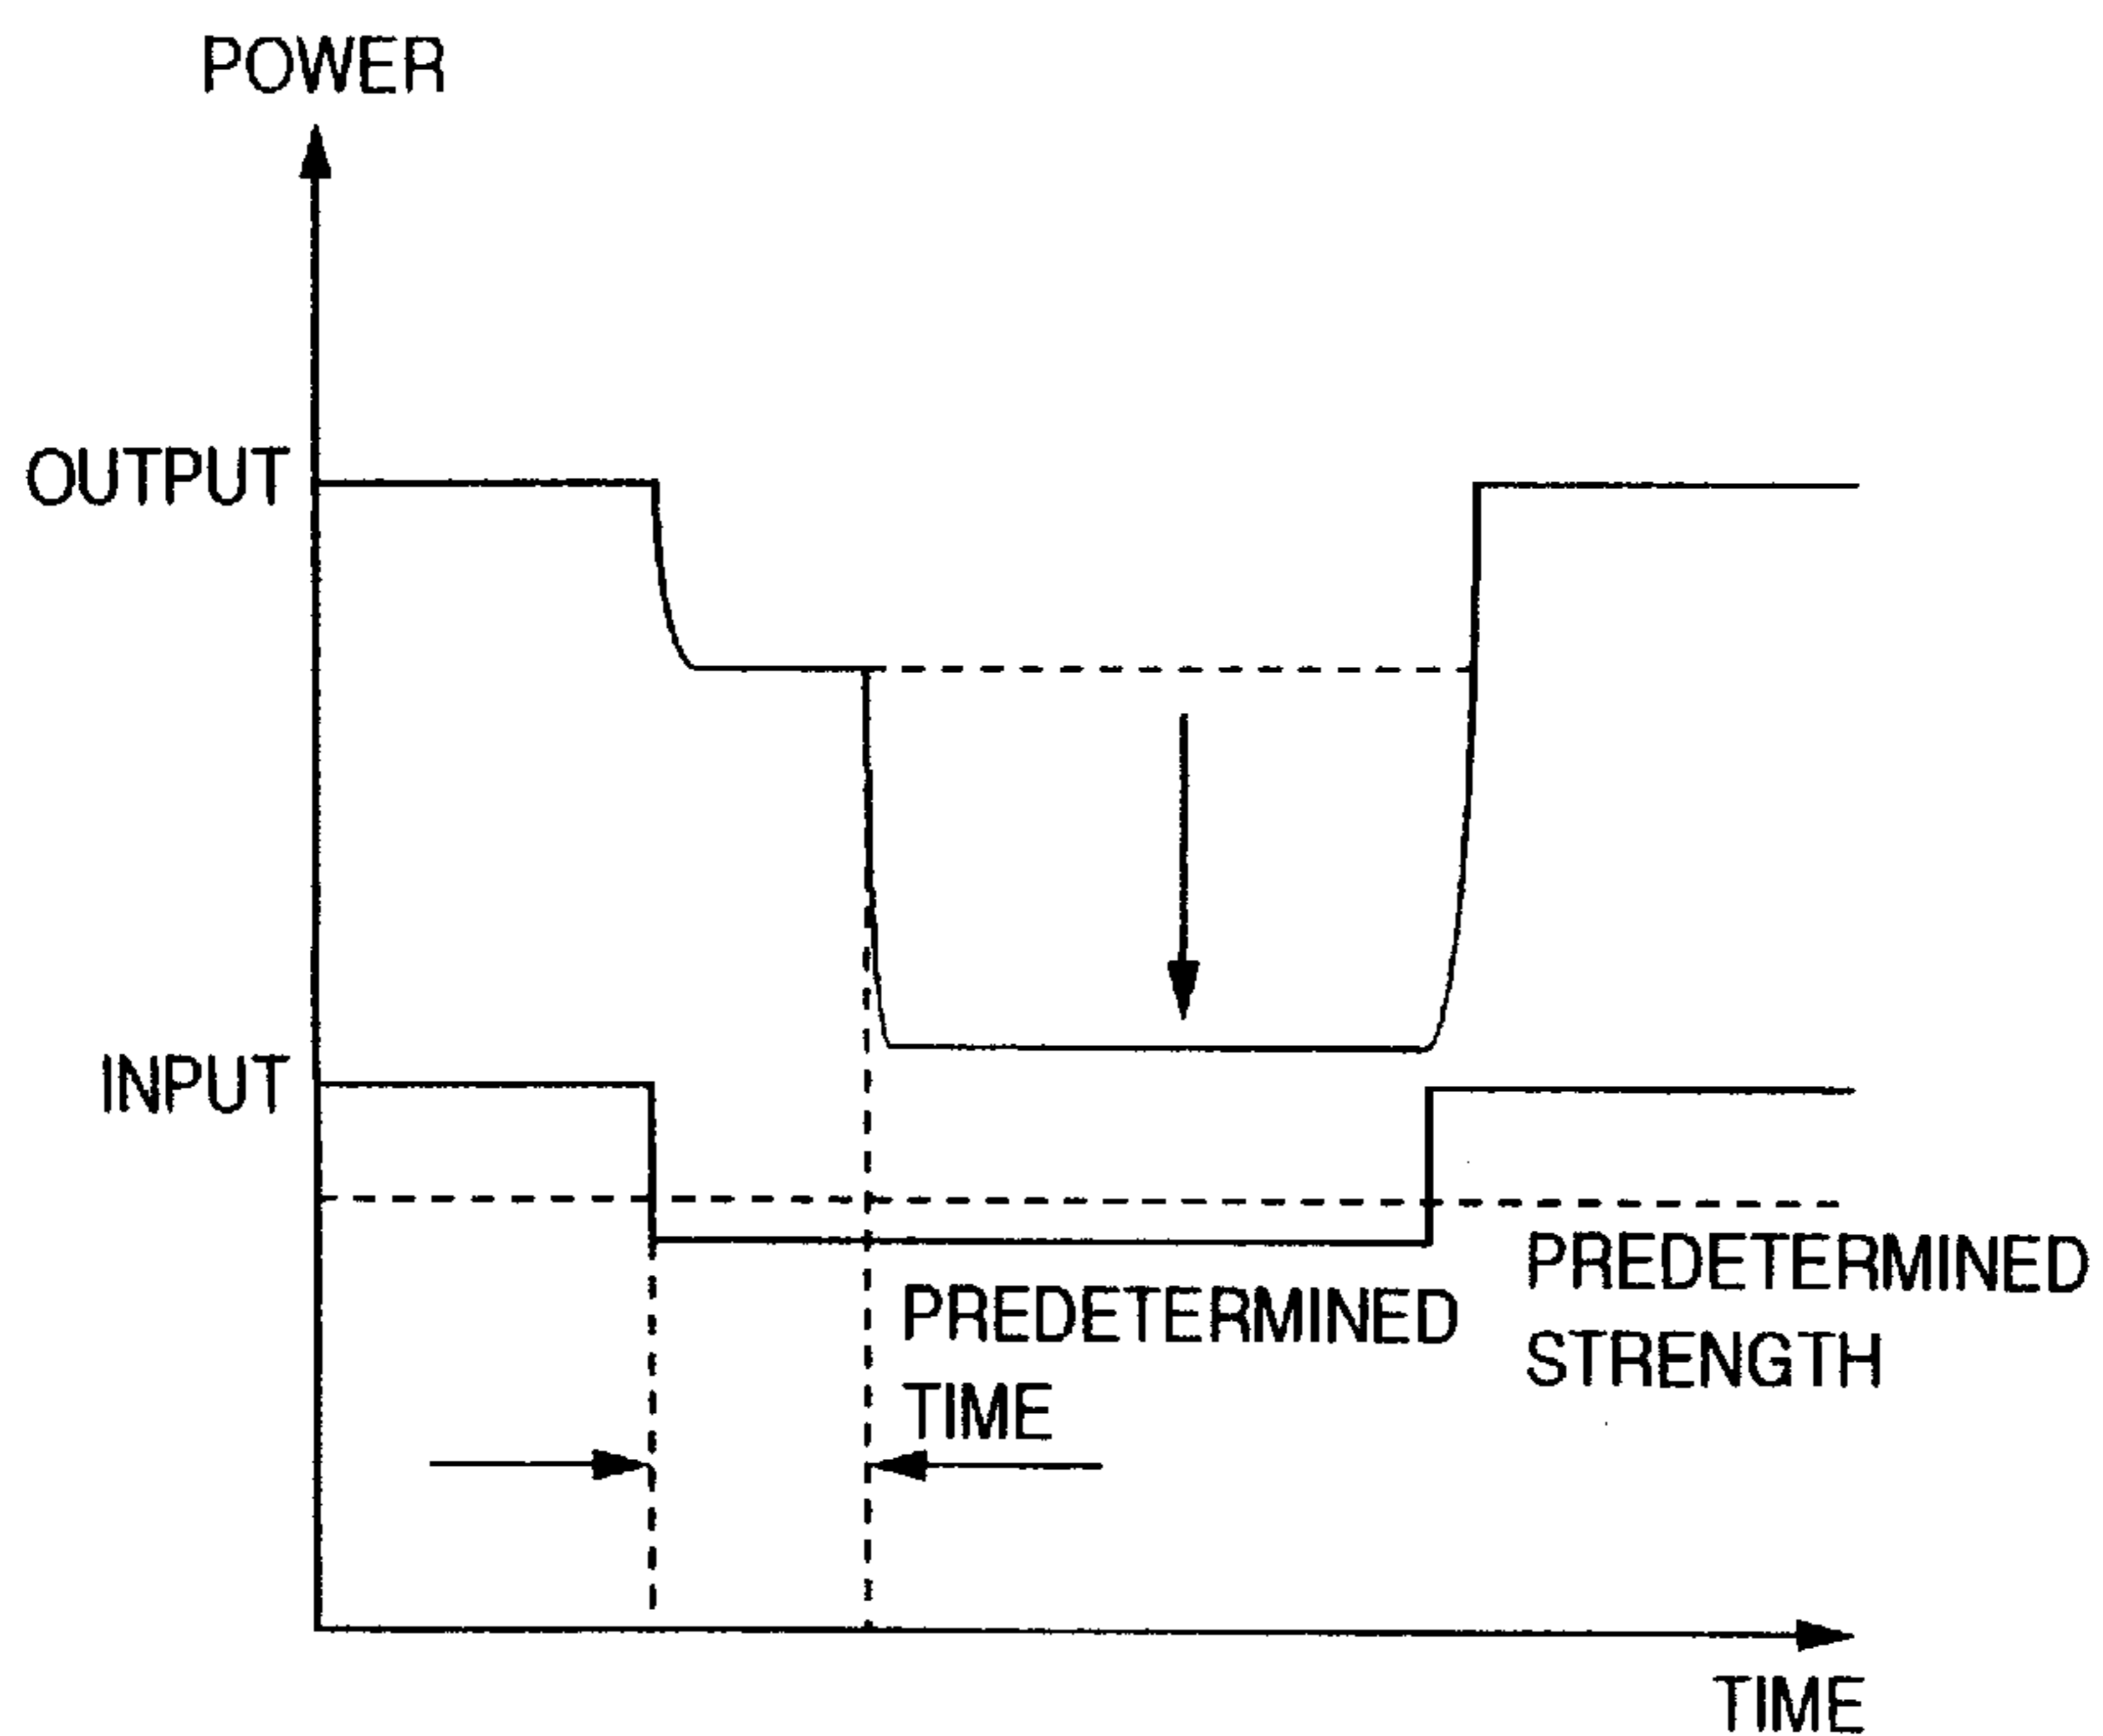 POWER
OUTPUT
INPUT
PREDETERMINED
STRENGTH
PREDETERMINED
TIME
TIME